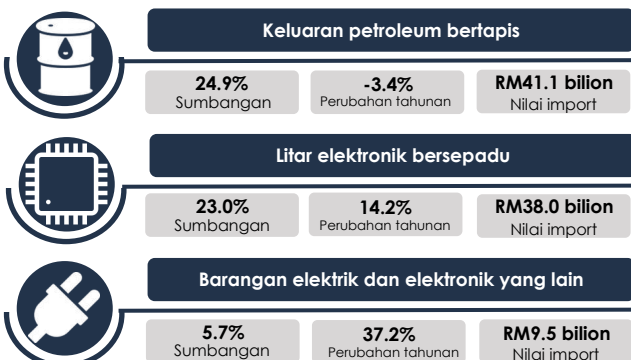 Keluaran petroleum bertapis
24.9%
Sumbangan
-3.4%
Perubahan tahunan
RM41.1 bilion
Nilai import
Litar elektronik bersepadu
23.0%
Sumbangan
14.2%
Perubahan tahunan
RM38.0 bilion
Nilai import
Barangan elektrik dan elektronik yang lain
5.7%
Sumbangan
37.2%
Perubahan tahunan
RM9.5 bilion
Nilai import